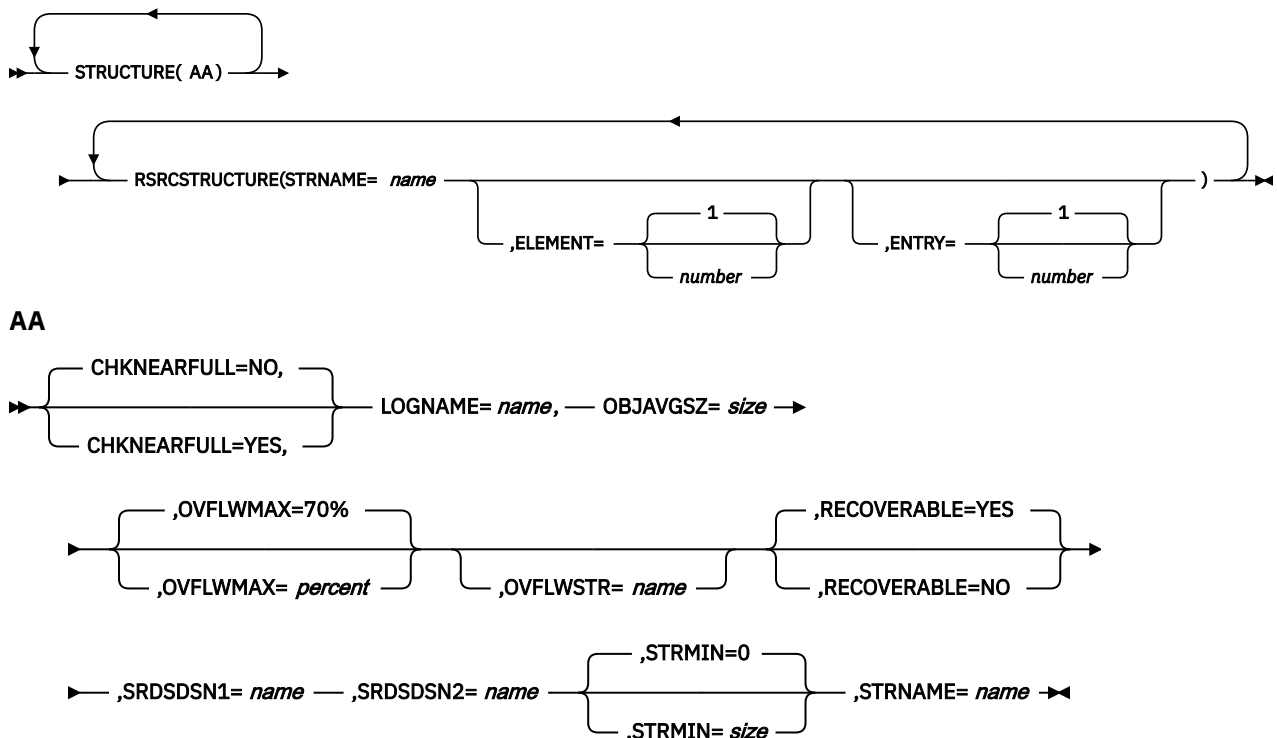 STRUCTURE( AA )
RSRCSTRUCTURE(STRNAME= name )
1 1
,ELEMENT= ,ENTRY=
number number
AA
CHKNEARFULL=NO,
LOGNAME= name, OBJAVGSZ= size
CHKNEARFULL=YES,
,OVFLWMAX=70% ,RECOVERABLE=YES
,OVFLWMAX= percent ,OVFLWSTR= name ,RECOVERABLE=NO
,STRMIN=0
,SRDSDSN1= name ,SRDSDSN2= name ,STRNAME= name
,STRMIN= size